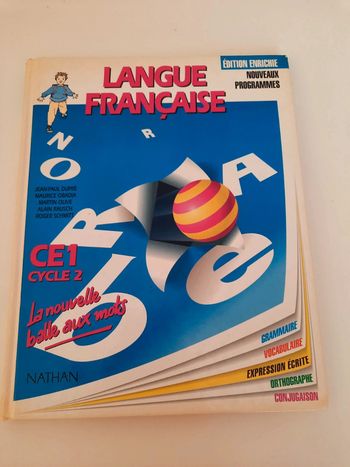 LANGUE
FRANÇAISE
ÉDITION ENRICHIE
NOUVEAUX
PROGRAMMES
JEAN-PAUL DUPRÉ
MAURICE OBADIA
MARTIN OLIVE
ALAIN RAUSCH
ROGER SCHMITT
CE1
CYCLE 2
La nouvelle
balle aux mots
NATHAN
GRAMMAIRE
VOCABULAIRE
EXPRESSION ÉCRITE
ORTHOGRAPHE
CONJUGAISON